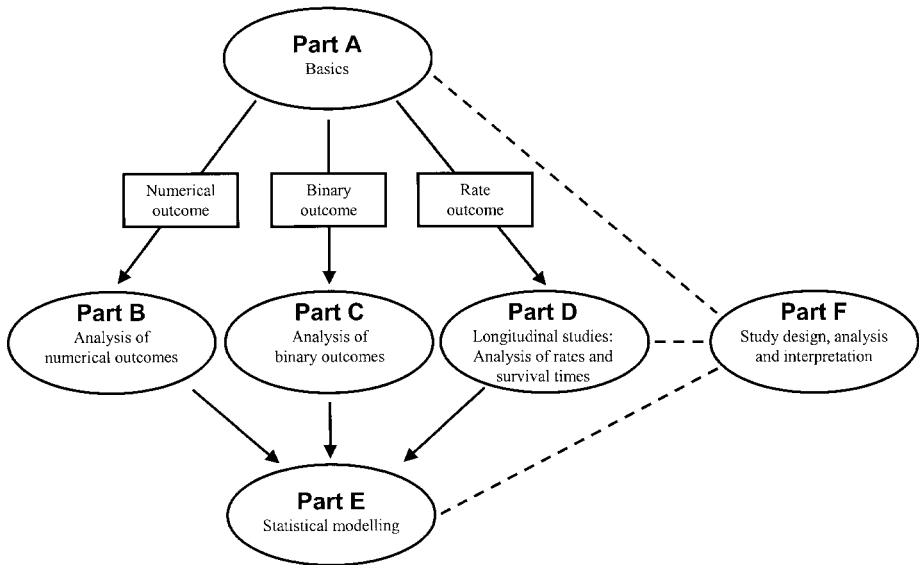 Part A
Basics
Numerical
outcome
Binary
outcome
Rate
outcome
Part B
Analysis of
numerical outcomes
Part C
Analysis of
binary outcomes
Part D
Longitudinal studies:
Analysis of rates and
survival times
Part F
Study design, analysis
and interpretation
Part E
Statistical modelling